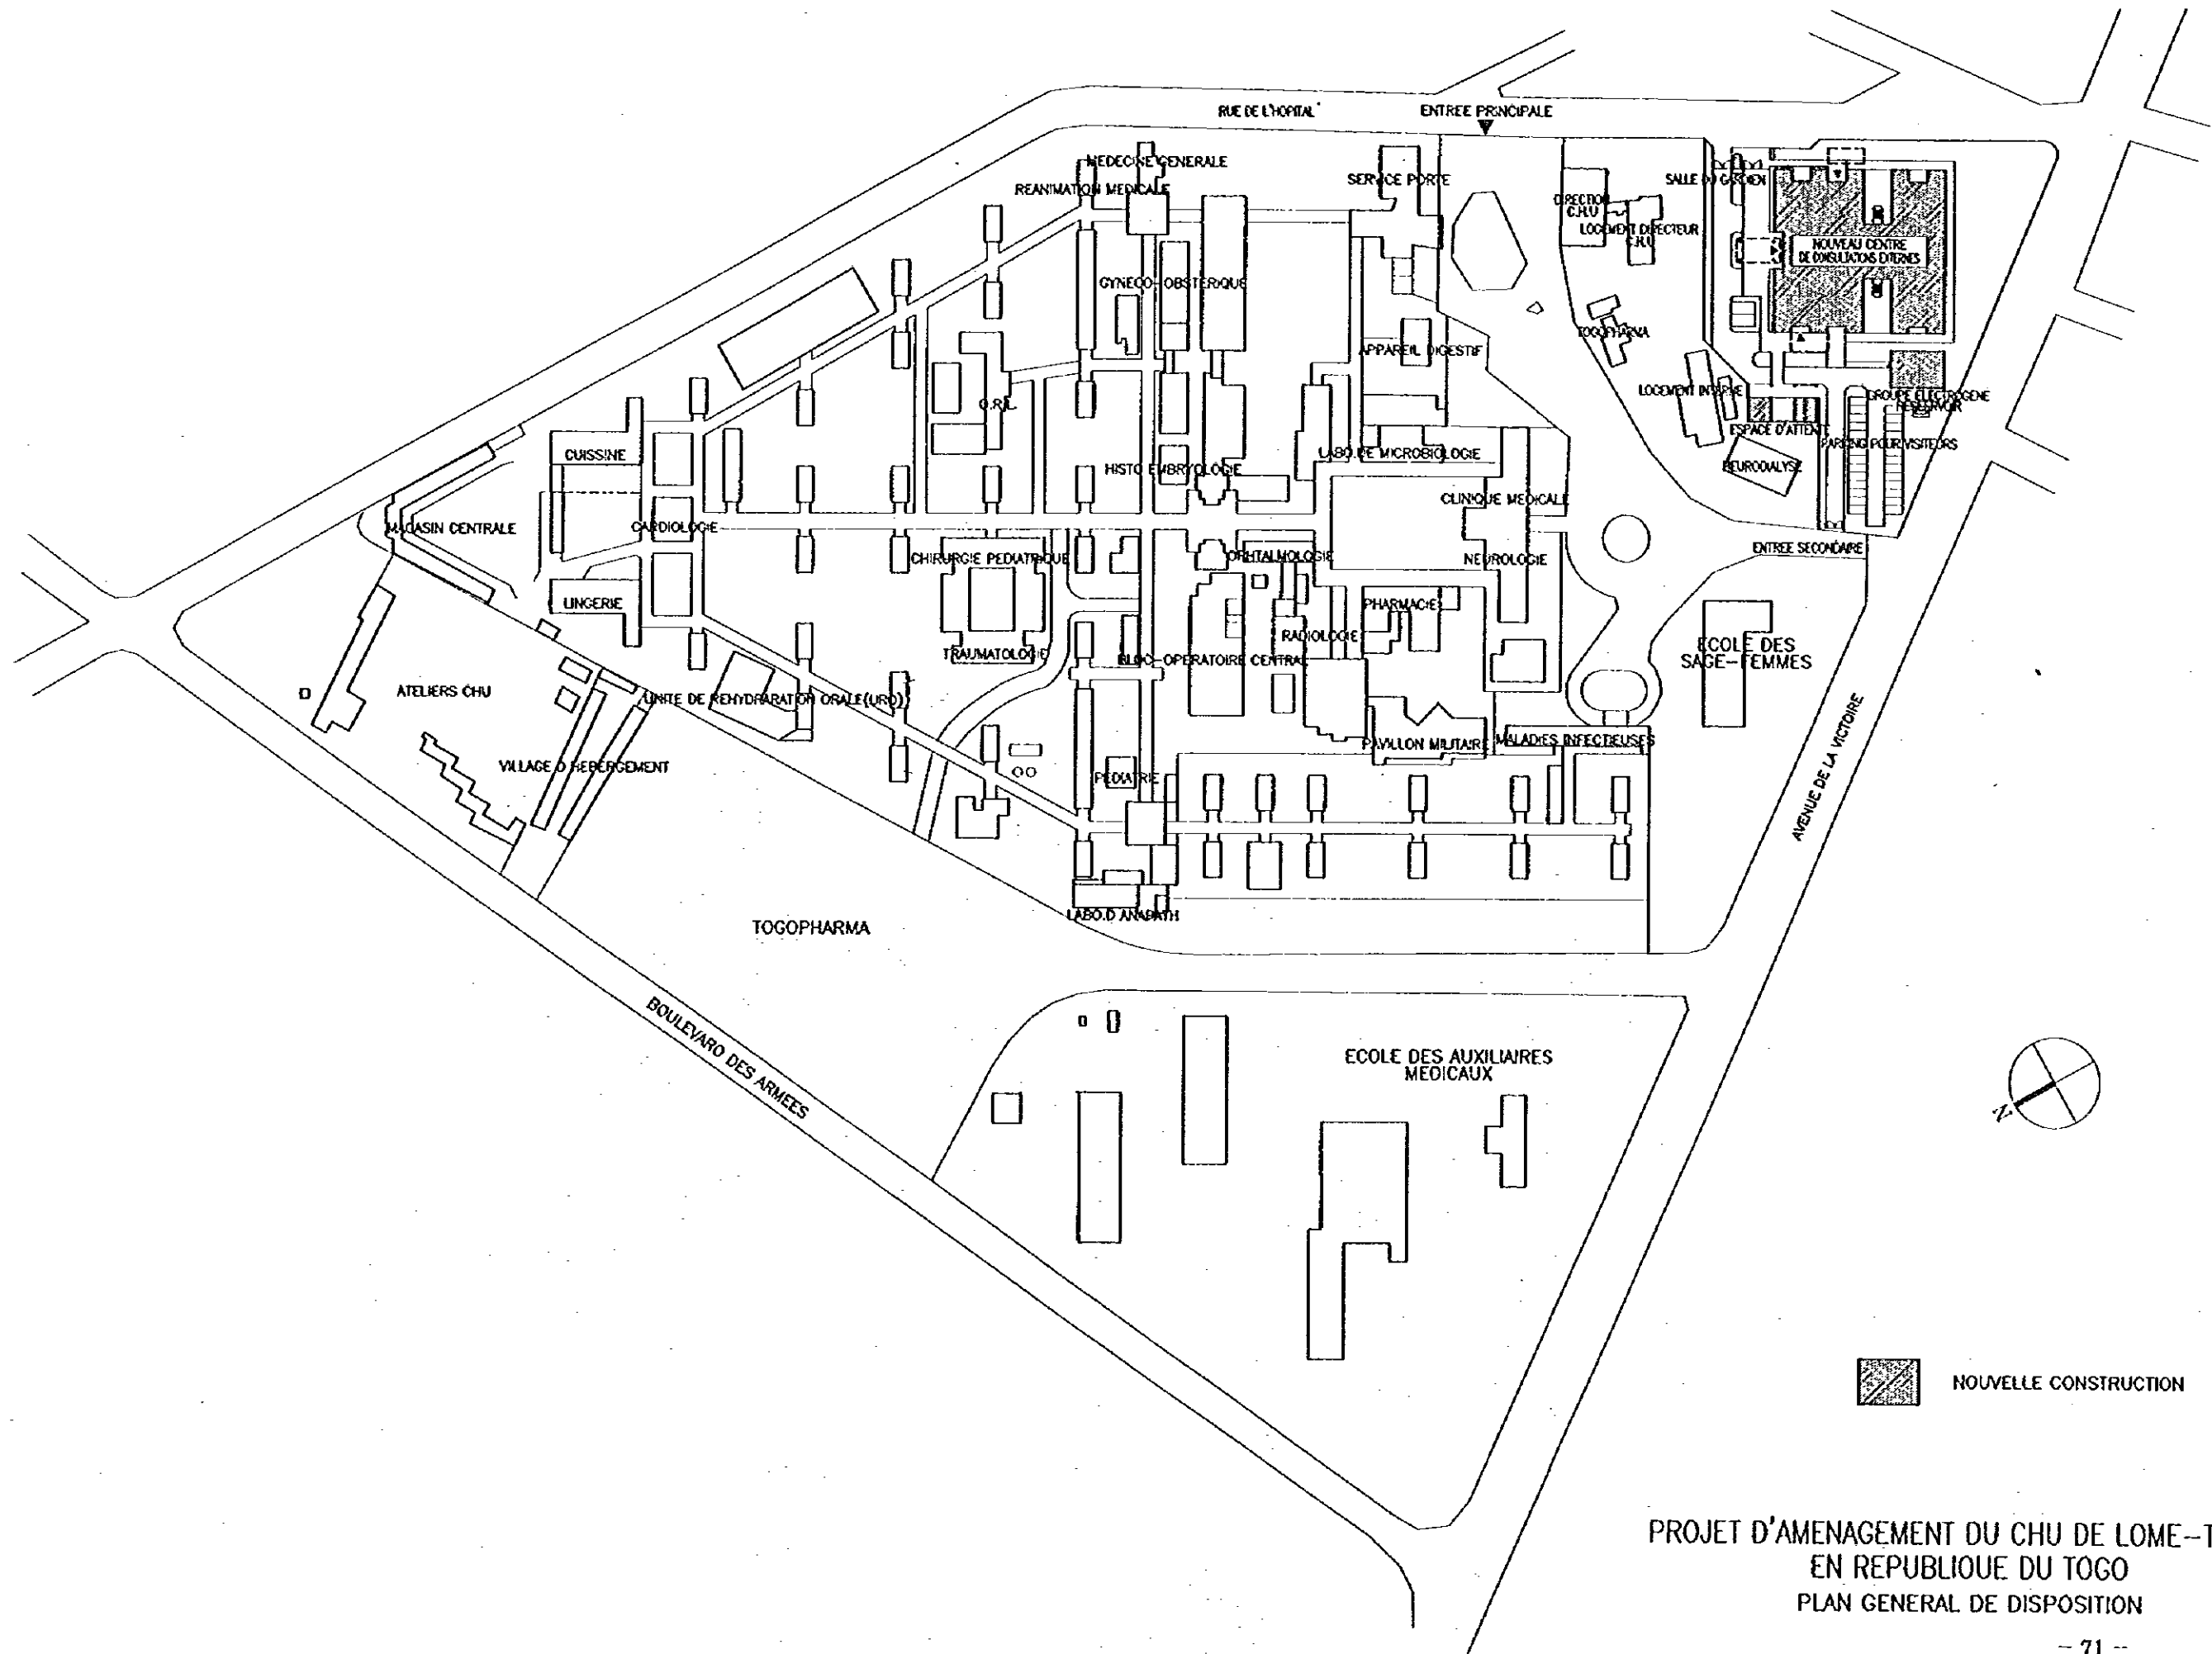 RUE DE L'HOPITAL
ENTREE PRINCIPALE
MEDECINE GENERALE
REANIMATION MEDICALE
SERVICE PORTE
SALLE DU GARDIEN
DIRECTION
C.H.U
LOGEMENT DIRECTEUR
C.H.U
NOUVEAU CENTRE
DE CONSULTATIONS EXTERNES
GYNECO-OBSTERIQUE
TOGOPHARMA
APPAREIL DIGESTIF
LOGEMENT INTERNE
GROUPE ELECTROGENE
RESERVOIR
O.R.L.
ESPACE D'ATTENTE
PARKING POUR VISITEURS
CUISSINE
LABO.DE MICROBIOLOGIE
HISTO EMBRYOLOGIE
NEURODIALYSE
CLINIQUE MEDICALE
MAGASIN CENTRALE
CARDIOLOGIE
ENTREE SECONDAIRE
CHIRURGIE PEDIATRIQUE
OPHTALMOLOGIE
NEUROLOGIE
LINGERIE
PHARMACIE
RADIOLOGIE
TRAUMATOLOGIE
BLOC-OPERATOIRE CENTRAL
ECOLE DES
SAGE-FEMMES
ATELIERS CHU
UNITE DE REHYDRARATION ORALE(URO)
PAVILLON MILITAIRE
MALADIES INFECTIEUSES
VILLAGE D HEBERGEMENT
PEDIATRIE
AVENUE DE LA VICTOIRE
LABO.D ANAPATH
TOGOPHARMA
BOULEVARO DES ARMEES
ECOLE DES AUXILIAIRES
MEDICAUX
N
NOUVELLE CONSTRUCTION
PROJET D'AMENAGEMENT DU CHU DE LOME-T
EN REPUBLIQUE DU TOGO
PLAN GENERAL DE DISPOSITION
- 71 --